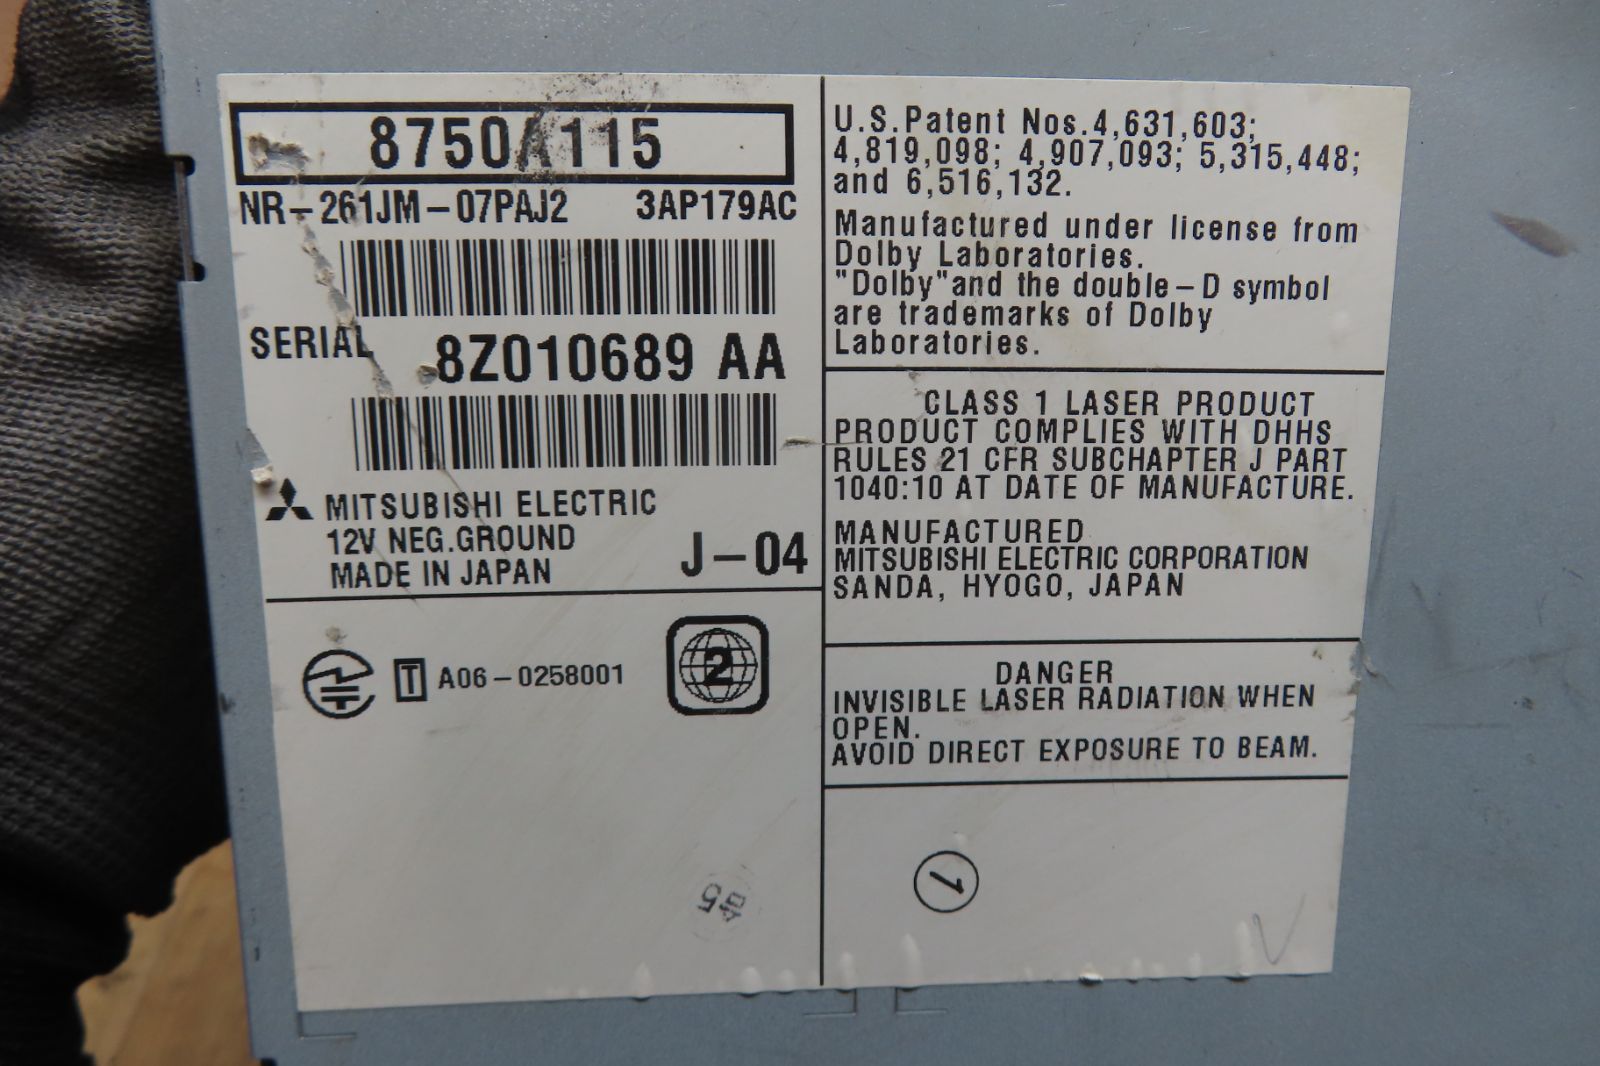 8750A115
NR-261JM-07PAJ2 3AP179AC
SERIAL 8Z010689 AA
MITSUBISHI ELECTRIC
12V NEG.GROUND
MADE IN JAPAN J-04
T A06-0258001 2
DA
5
U.S.Patent Nos.4,631,603;
4,819,098; 4,907,093; 5,315,448;
and 6,516,132.
Manufactured under license from
Dolby Laboratories.
"Dolby"and the double-D symbol
are trademarks of Dolby
Laboratories.
CLASS 1 LASER PRODUCT
PRODUCT COMPLIES WITH DHHS
RULES 21 CFR SUBCHAPTER J PART
1040:10 AT DATE OF MANUFACTURE.
MANUFACTURED
MITSUBISHI ELECTRIC CORPORATION
SANDA, HYOGO, JAPAN
DANGER
INVISIBLE LASER RADIATION WHEN
OPEN.
AVOID DIRECT EXPOSURE TO BEAM.
1